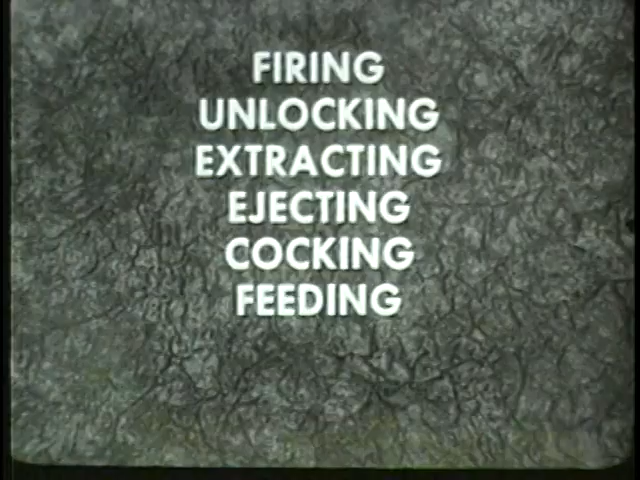 FIRING
UNLOCKING
EXTRACTING
EJECTING
COCKING
FEEDING